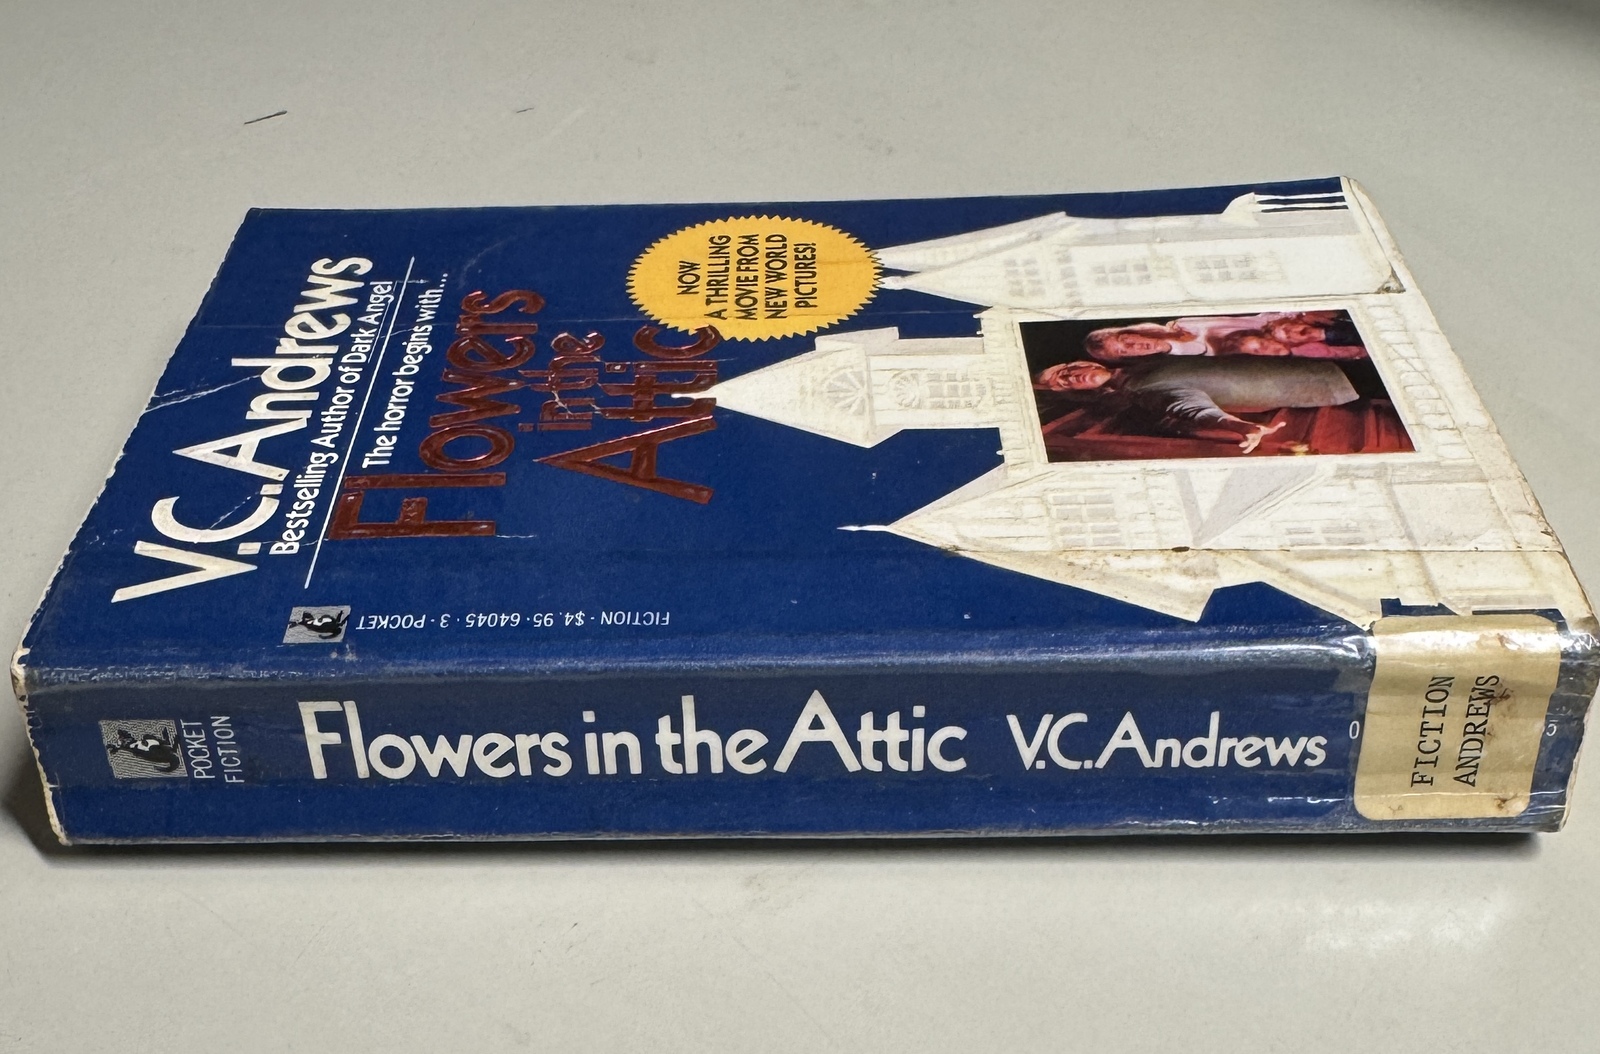 V.C. Andrews
Bestselling Author of Dark Angel
The horror begins with...
Flowers
in the
Attic
NOW
A THRILLING
MOVIE FROM
NEW WORLD
PICTURES!
FICTION · $4.95 · 64045 · 3 · POCKET
POCKET
FICTION
Flowers in the Attic V.C. Andrews
0
FICTION
ANDREWS